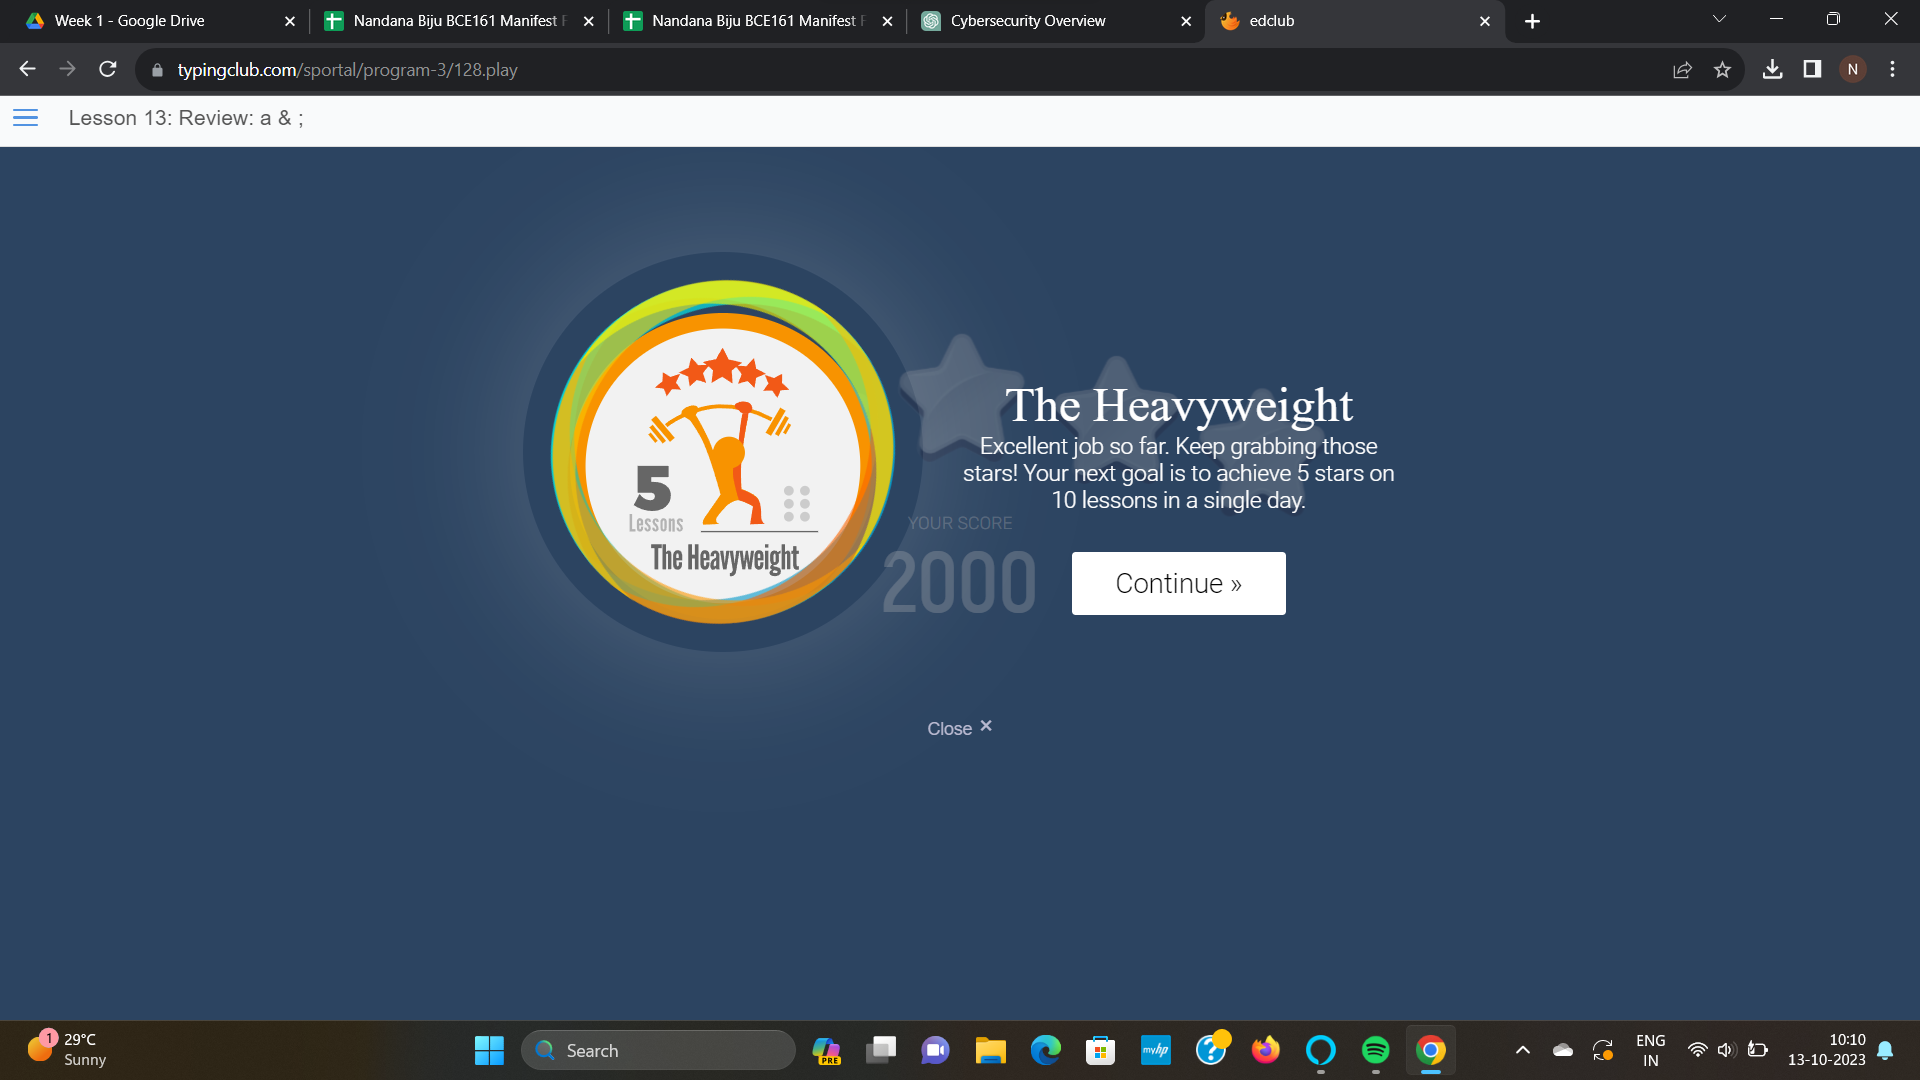 Week 1 - Google Drive
Nandana Biju BCE161 Manifest F
Nandana Biju BCE161 Manifest F
Cybersecurity Overview
edclub
typingclub.com/sportal/program-3/128.play
N
Lesson 13: Review: a & ;
5
Lessons
The Heavyweight
The Heavyweight
Excellent job so far. Keep grabbing those
stars! Your next goal is to achieve 5 stars on
10 lessons in a single day.
YOUR SCORE
2000
Continue »
Close ×
1
29°C
Sunny
Search
PRE
myhp
?
ENG
IN
10:10
13-10-2023